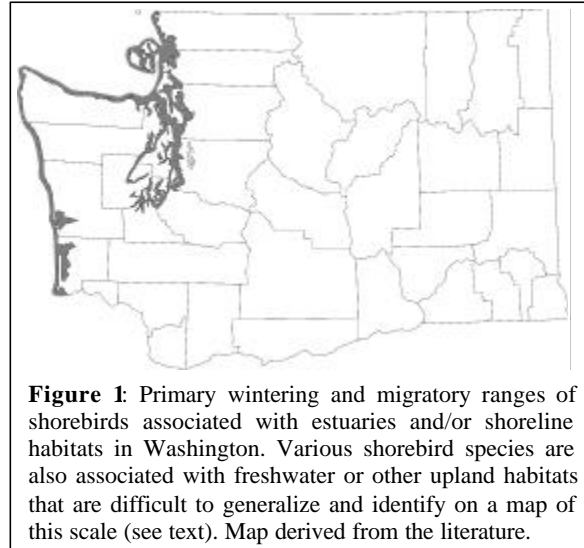 Figure 1: Primary wintering and migratory ranges of
shorebirds associated with estuaries and/or shoreline
habitats in Washington. Various shorebird species are
also associated with freshwater or other upland habitats
that are difficult to generalize and identify on a map of
this scale (see text). Map derived from the literature.